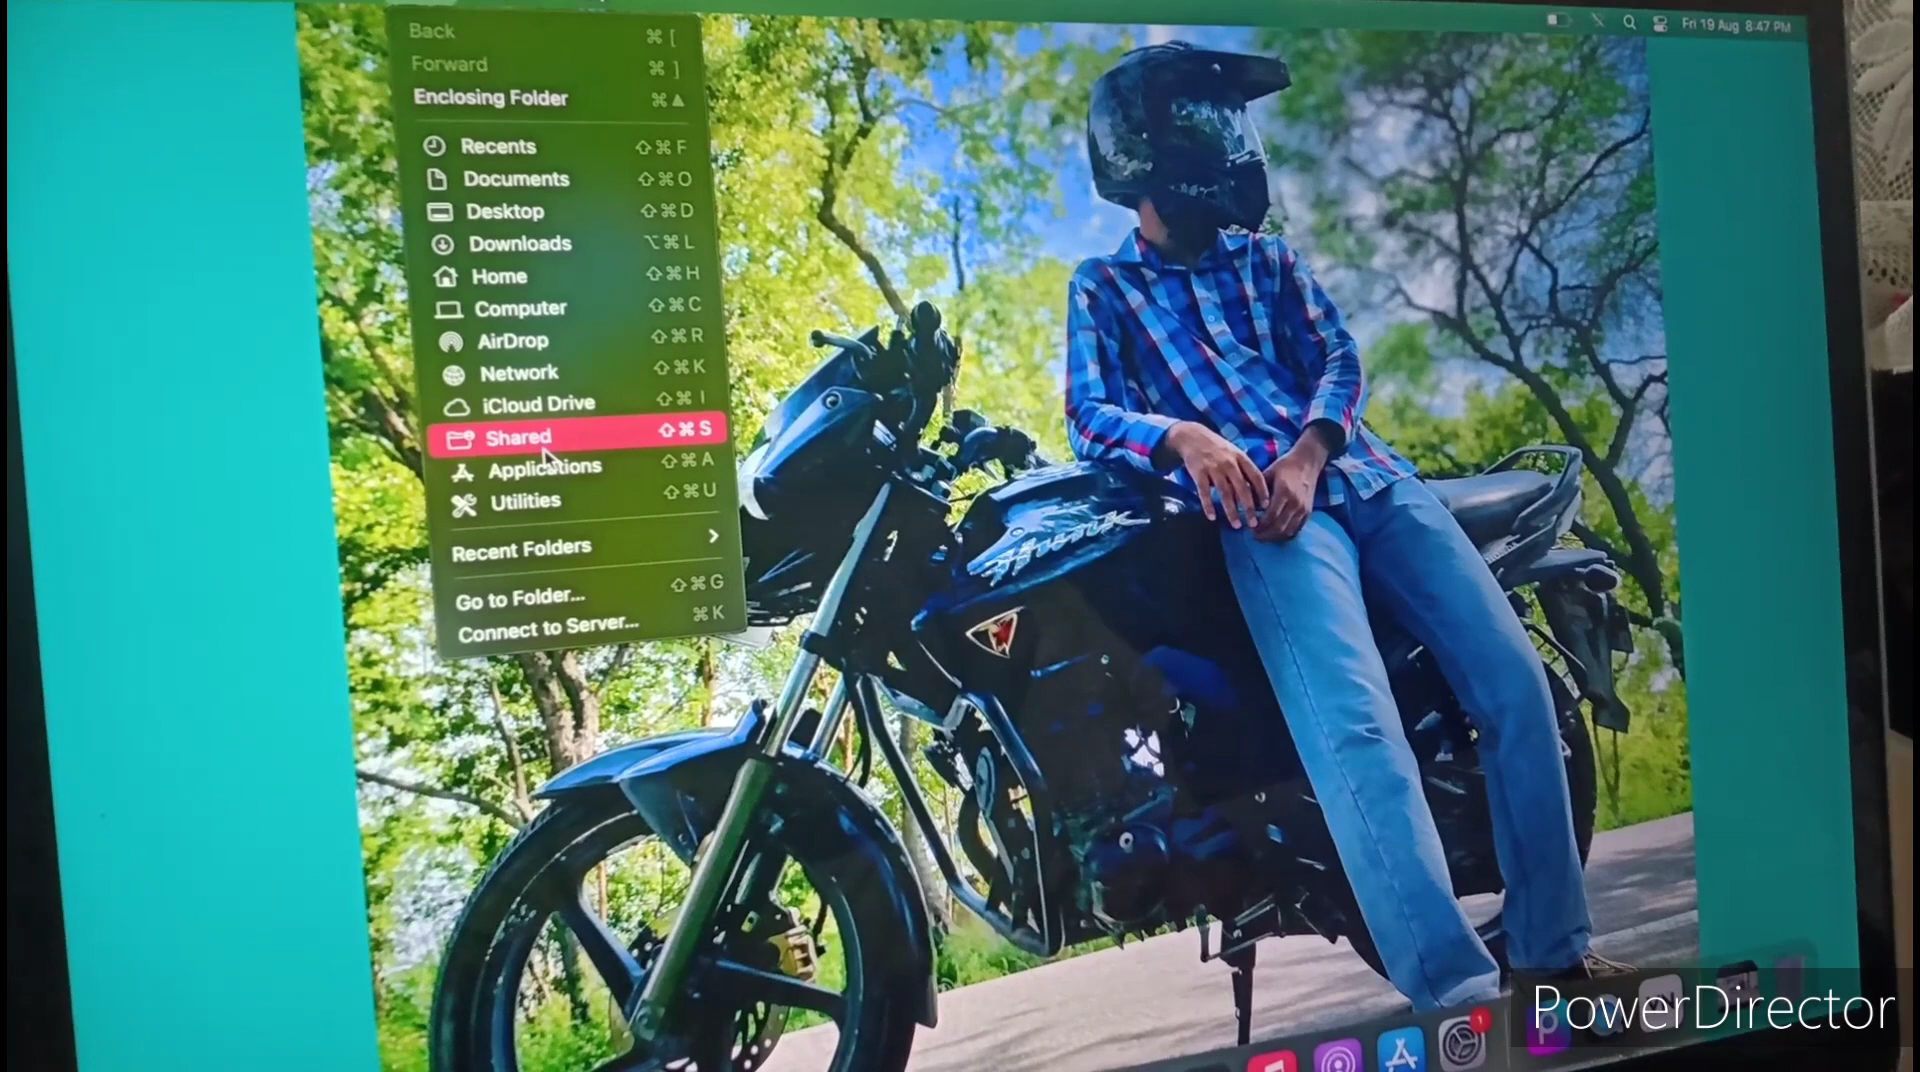 Fri 19 Aug 8:47 PM
Back ⌘ [
Forward ⌘ ]
Enclosing Folder ⌘▲
Recents ⇧⌘F
Documents ⇧⌘O
Desktop ⇧⌘D
Downloads ⌥⌘L
Home ⇧⌘H
Computer ⇧⌘C
AirDrop ⇧⌘R
Network ⇧⌘K
iCloud Drive ⇧⌘I
Shared ⇧⌘S
Applications ⇧⌘A
Utilities ⇧⌘U
Recent Folders >
Go to Folder... ⇧⌘G
Connect to Server... ⌘K
Hunk
1
PowerDirector